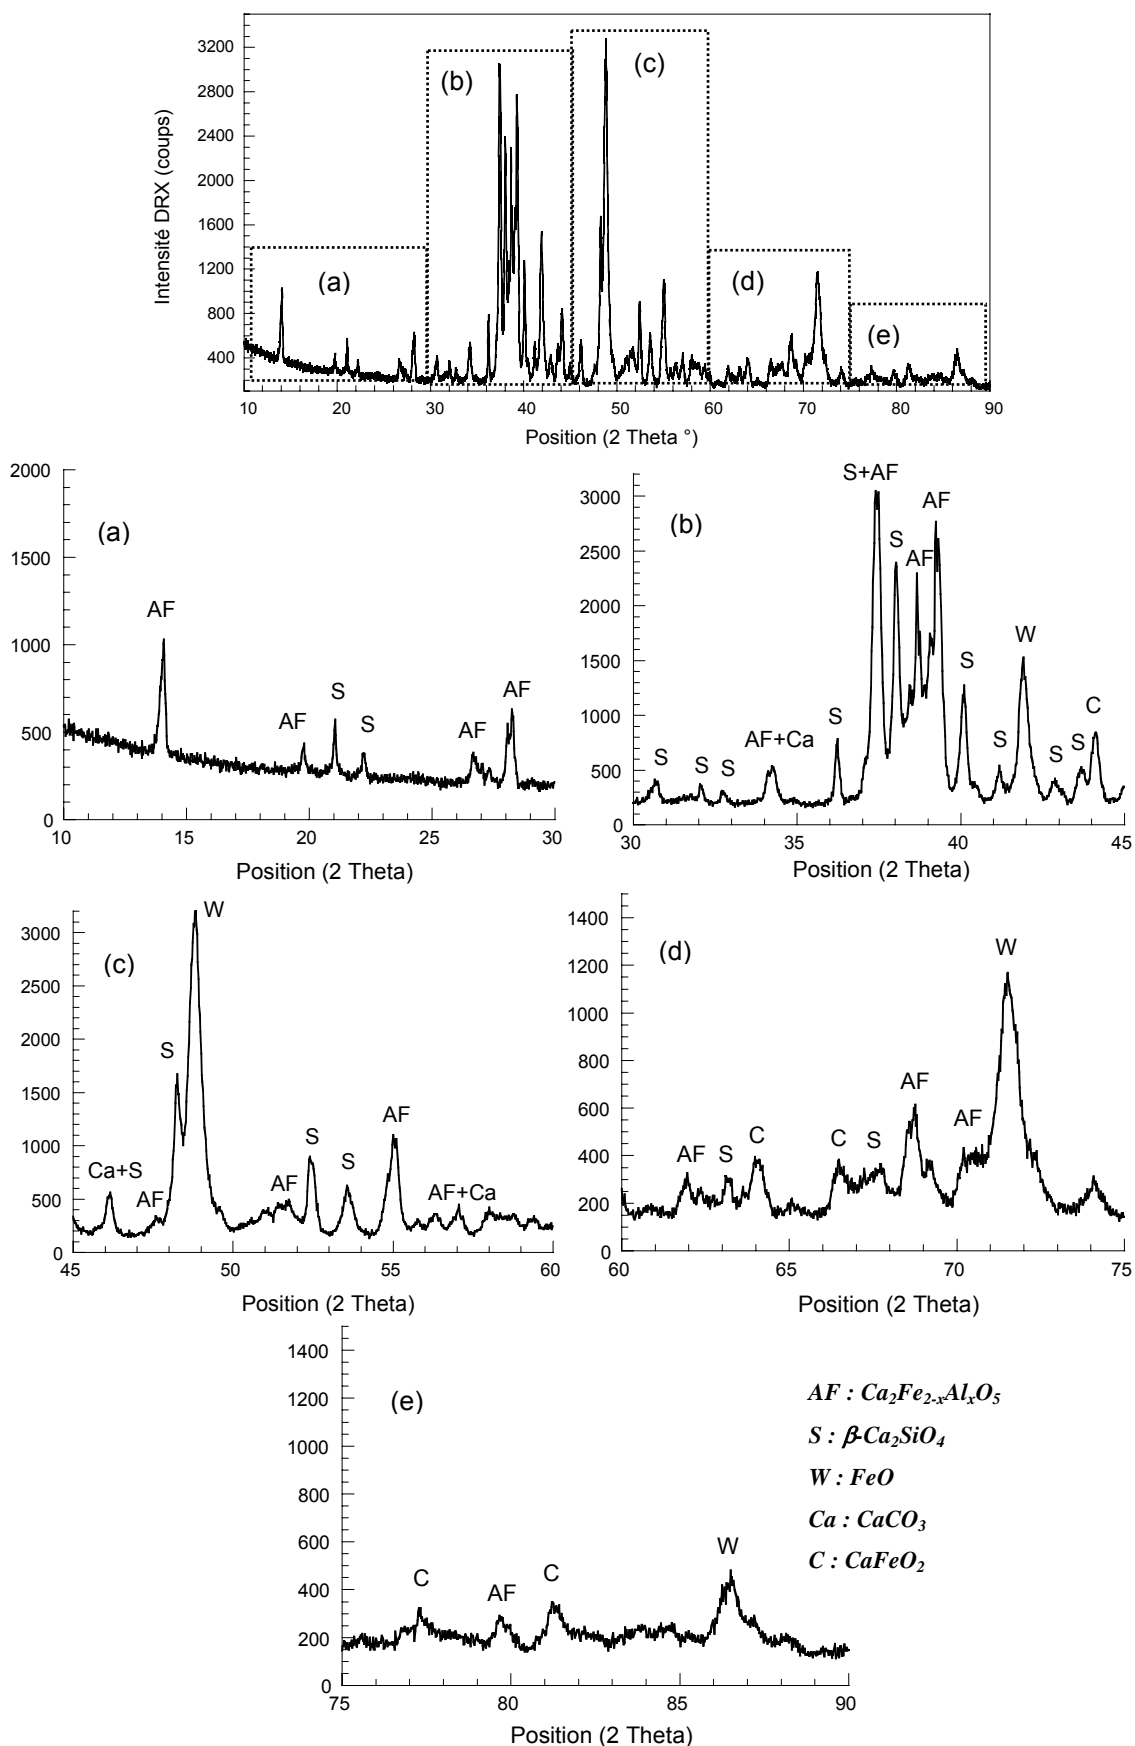 3200
2800
2400
2000
1600
1200
800
400
Intensité DRX (coups)
(a)
(b)
(c)
(d)
(e)
10 20 30 40 50 60 70 80 90
Position (2 Theta °)
2000
1500
1000
500
0
(a)
AF
AF
S
S
AF
AF
10 15 20 25 30
Position (2 Theta)
3000
2500
2000
1500
1000
500
0
(b)
S
S
S
AF+Ca
S
S+AF
S
AF
AF
S
S
W
S
S
C
30 35 40 45
Position (2 Theta)
3000
2500
2000
1500
1000
500
0
(c)
Ca+S
AF
S
W
AF
S
S
AF
AF+Ca
45 50 55 60
Position (2 Theta)
1400
1200
1000
800
600
400
200
0
(d)
AF
S
C
C
S
AF
AF
W
60 65 70 75
Position (2 Theta)
1400
1200
1000
800
600
400
200
0
(e)
C
AF
C
W
75 80 85 90
Position (2 Theta)
AF : Ca₂Fe₂₋ₓAlₓO₅
S : β-Ca₂SiO₄
W : FeO
Ca : CaCO₃
C : CaFeO₂